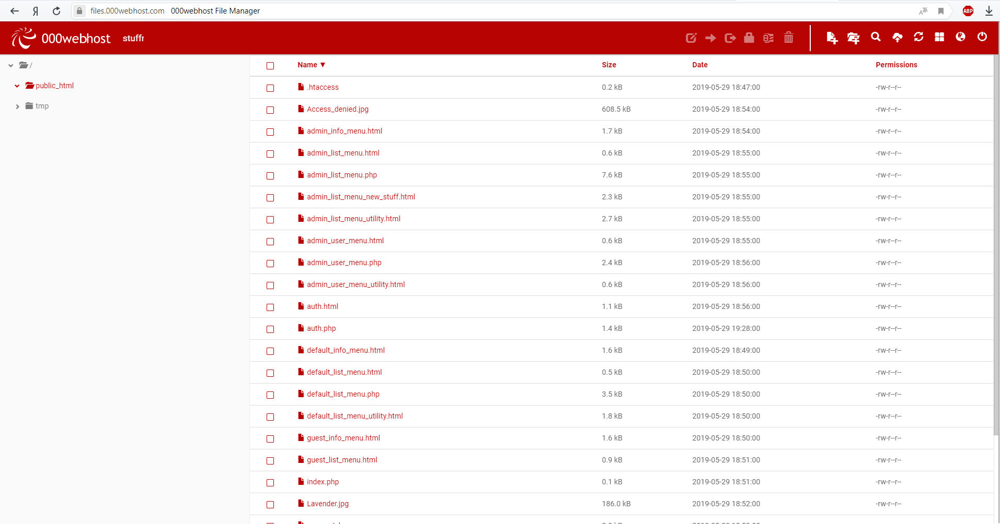 Я files.000webhost.com 000webhost File Manager ABP
000webhost stuffr
/
public_html
tmp
Name ▼ Size Date Permissions
.htaccess 0.2 kB 2019-05-29 18:47:00 -rw-r--r--
Access_denied.jpg 608.5 kB 2019-05-29 18:54:00 -rw-r--r--
admin_info_menu.html 1.7 kB 2019-05-29 18:54:00 -rw-r--r--
admin_list_menu.html 0.6 kB 2019-05-29 18:55:00 -rw-r--r--
admin_list_menu.php 7.6 kB 2019-05-29 18:55:00 -rw-r--r--
admin_list_menu_new_stuff.html 2.3 kB 2019-05-29 18:55:00 -rw-r--r--
admin_list_menu_utility.html 2.7 kB 2019-05-29 18:55:00 -rw-r--r--
admin_user_menu.html 0.6 kB 2019-05-29 18:55:00 -rw-r--r--
admin_user_menu.php 2.4 kB 2019-05-29 18:56:00 -rw-r--r--
admin_user_menu_utility.html 0.6 kB 2019-05-29 18:56:00 -rw-r--r--
auth.html 1.1 kB 2019-05-29 18:56:00 -rw-r--r--
auth.php 1.4 kB 2019-05-29 19:28:00 -rw-r--r--
default_info_menu.html 1.6 kB 2019-05-29 18:49:00 -rw-r--r--
default_list_menu.html 0.5 kB 2019-05-29 18:50:00 -rw-r--r--
default_list_menu.php 3.5 kB 2019-05-29 18:50:00 -rw-r--r--
default_list_menu_utility.html 1.8 kB 2019-05-29 18:50:00 -rw-r--r--
guest_info_menu.html 1.6 kB 2019-05-29 18:50:00 -rw-r--r--
guest_list_menu.html 0.9 kB 2019-05-29 18:51:00 -rw-r--r--
index.php 0.1 kB 2019-05-29 18:51:00 -rw-r--r--
Lavender.jpg 186.0 kB 2019-05-29 18:52:00 -rw-r--r--